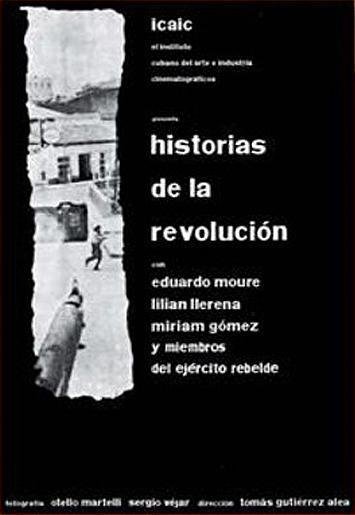 icaic
el instituto
cubano del arte e industria
cinematográficos
presenta
historias
de la
revolución
con
eduardo moure
lilian llerena
miriam gómez
y miembros
del ejército rebelde
fotografía otello martelli sergio véjar dirección tomás gutiérrez alea